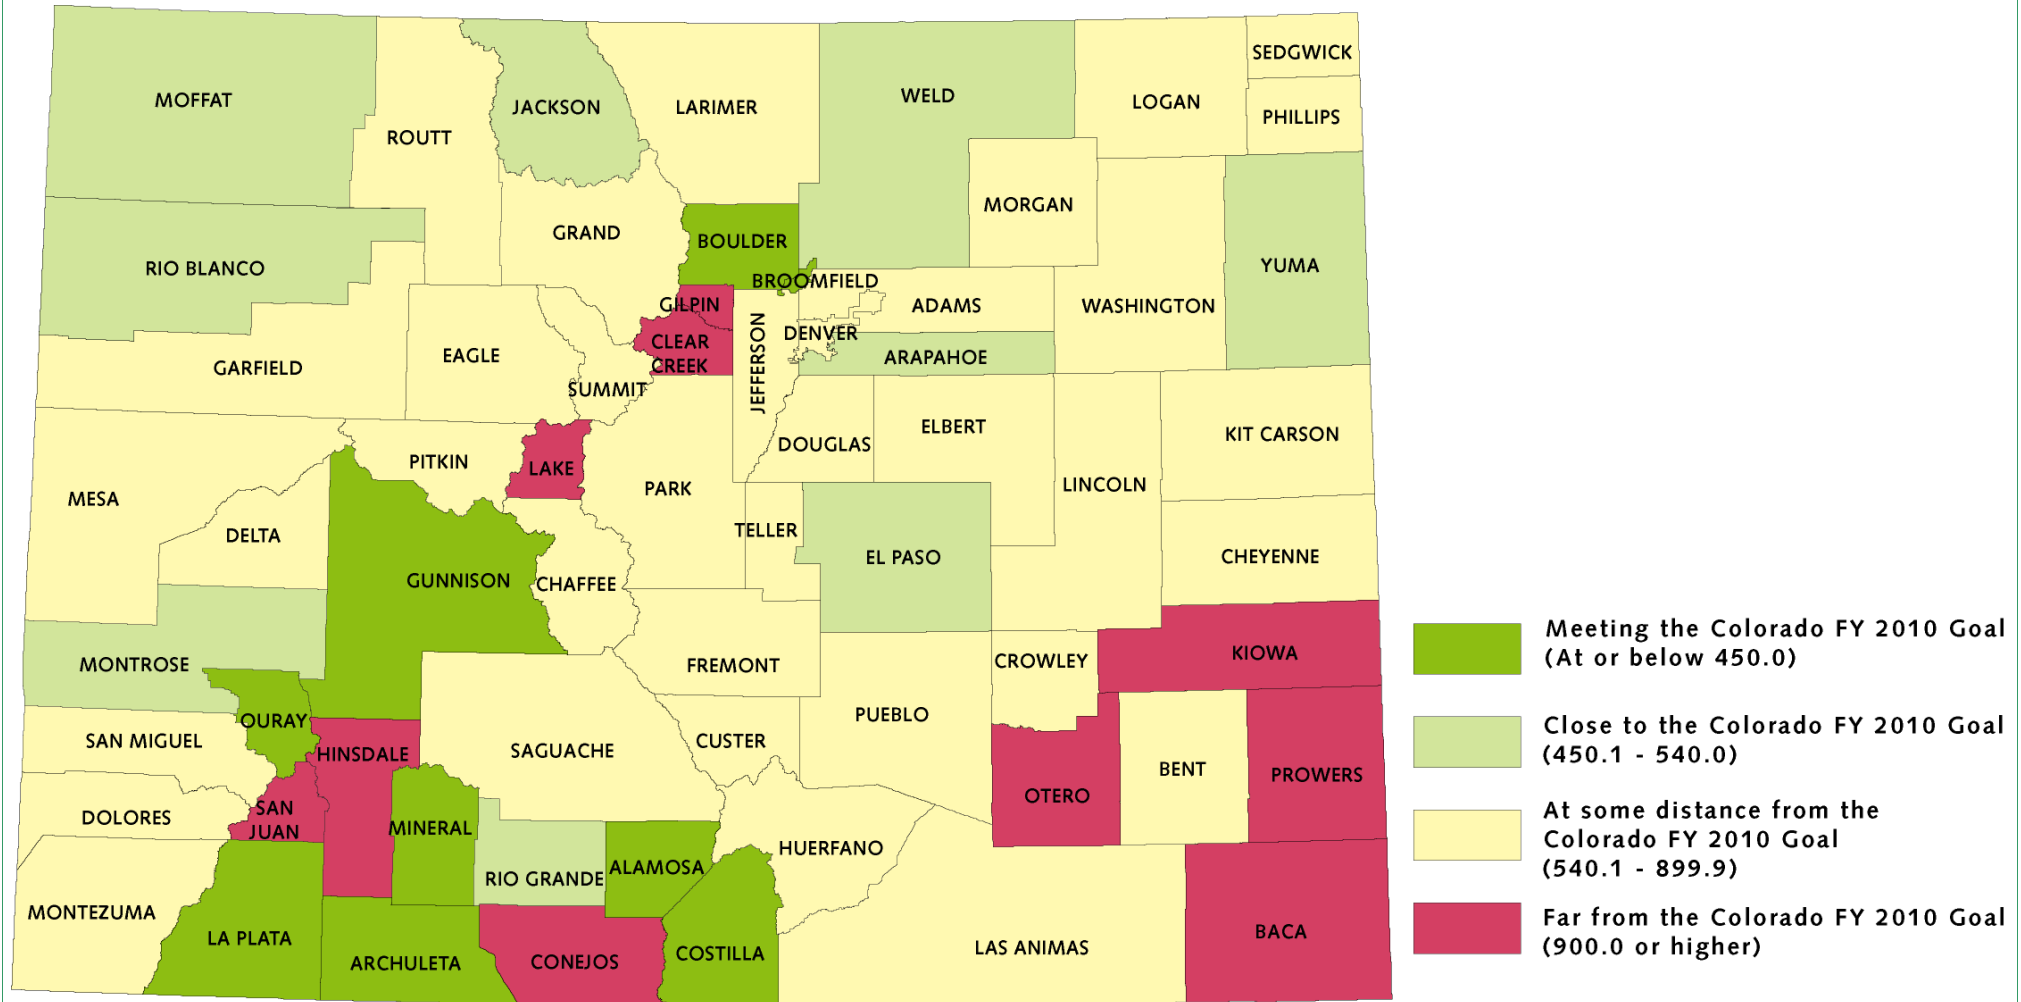 SEDGWICK
MOFFAT
JACKSON
LARIMER
WELD
LOGAN
PHILLIPS
ROUTT
MORGAN
GRAND
BOULDER
RIO BLANCO
YUMA
BROOMFIELD
GILPIN
ADAMS
WASHINGTON
DENVER
CLEAR
CREEK
JEFFERSON
ARAPAHOE
GARFIELD
EAGLE
SUMMIT
ELBERT
KIT CARSON
DOUGLAS
PITKIN
LAKE
PARK
LINCOLN
MESA
TELLER
DELTA
EL PASO
CHEYENNE
GUNNISON
CHAFFEE
MONTROSE
FREMONT
CROWLEY
KIOWA
OURAY
PUEBLO
SAN MIGUEL
HINSDALE
SAGUACHE
CUSTER
BENT
PROWERS
OTERO
SAN
JUAN
DOLORES
MINERAL
HUERFANO
RIO GRANDE
ALAMOSA
MONTEZUMA
LA PLATA
ARCHULETA
CONEJOS
COSTILLA
LAS ANIMAS
BACA
Meeting the Colorado FY 2010 Goal
(At or below 450.0)
Close to the Colorado FY 2010 Goal
(450.1 - 540.0)
At some distance from the
Colorado FY 2010 Goal
(540.1 - 899.9)
Far from the Colorado FY 2010 Goal
(900.0 or higher)